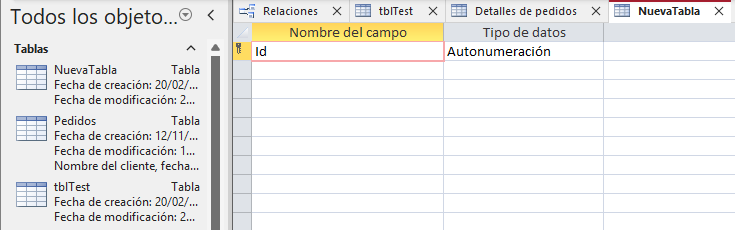 Todos los objeto...
Tablas
NuevaTabla Tabla
Fecha de creación: 20/02/...
Fecha de modificación: 2...
Pedidos Tabla
Fecha de creación: 12/11/...
Fecha de modificación: 1...
Nombre del cliente, fecha...
tblTest Tabla
Fecha de creación: 20/02/...
Fecha de modificación: 2...
Relaciones tblTest Detalles de pedidos NuevaTabla
Nombre del campo Tipo de datos
Id Autonumeración